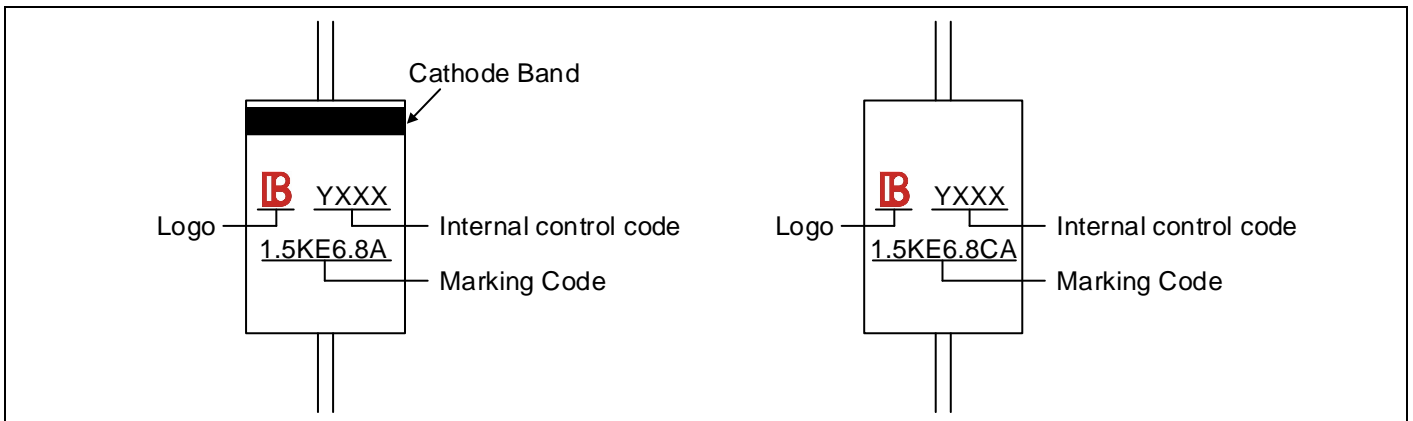 Cathode Band
B YXXX
Logo
Internal control code
1.5KE6.8A
Marking Code
B YXXX
Logo
Internal control code
1.5KE6.8CA
Marking Code